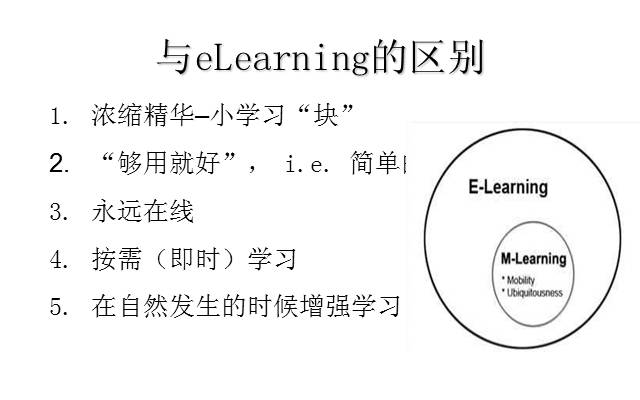 与eLearning的区别
1. 浓缩精华–小学习“块”
2. “够用就好”, i.e. 简单
3. 永远在线
4. 按需（即时）学习
5. 在自然发生的时候增强学习
E-Learning
M-Learning
* Mobility
* Ubiquitousness